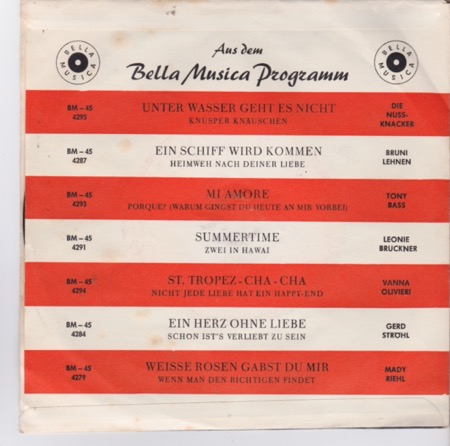 BELLA MUSICA
Aus dem
BELLA MUSICA
Bella Musica Programm
BM – 45
4295
UNTER WASSER GEHT ES NICHT
KNUSPER KNAUSCHEN
DIE
NUSS-
KNACKER
BM – 45
4287
EIN SCHIFF WIRD KOMMEN
HEIMWEH NACH DEINER LIEBE
BRUNI
LEHNEN
BM – 45
4293
MI AMORE
PORQUE? (WARUM GINGST DU HEUTE AN MIR VORBEI)
TONY
BASS
BM – 45
4291
SUMMERTIME
ZWEI IN HAWAI
LEONIE
BRUCKNER
BM – 45
4294
ST. TROPEZ - CHA - CHA
NICHT JEDE LIEBE HAT EIN HAPPY-END
VANNA
OLIVIERI
BM – 45
4284
EIN HERZ OHNE LIEBE
SCHON IST'S VERLIEBT ZU SEIN
GERD
STRÖHL
BM – 45
4279
WEISSE ROSEN GABST DU MIR
WENN MAN DEN RICHTIGEN FINDET
MADY
RIEHL